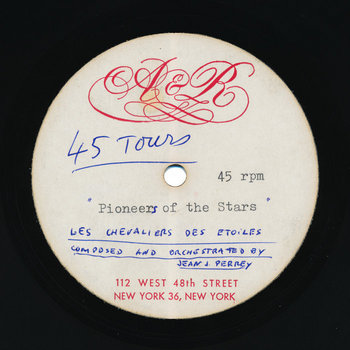 A&R
45 TOURS
45 rpm
"Pioneers of the Stars"
LES CHEVALIERS DES ETOILES
COMPOSED AND ORCHESTRATED BY
JEAN J. PERREY
112 WEST 48th STREET
NEW YORK 36, NEW YORK